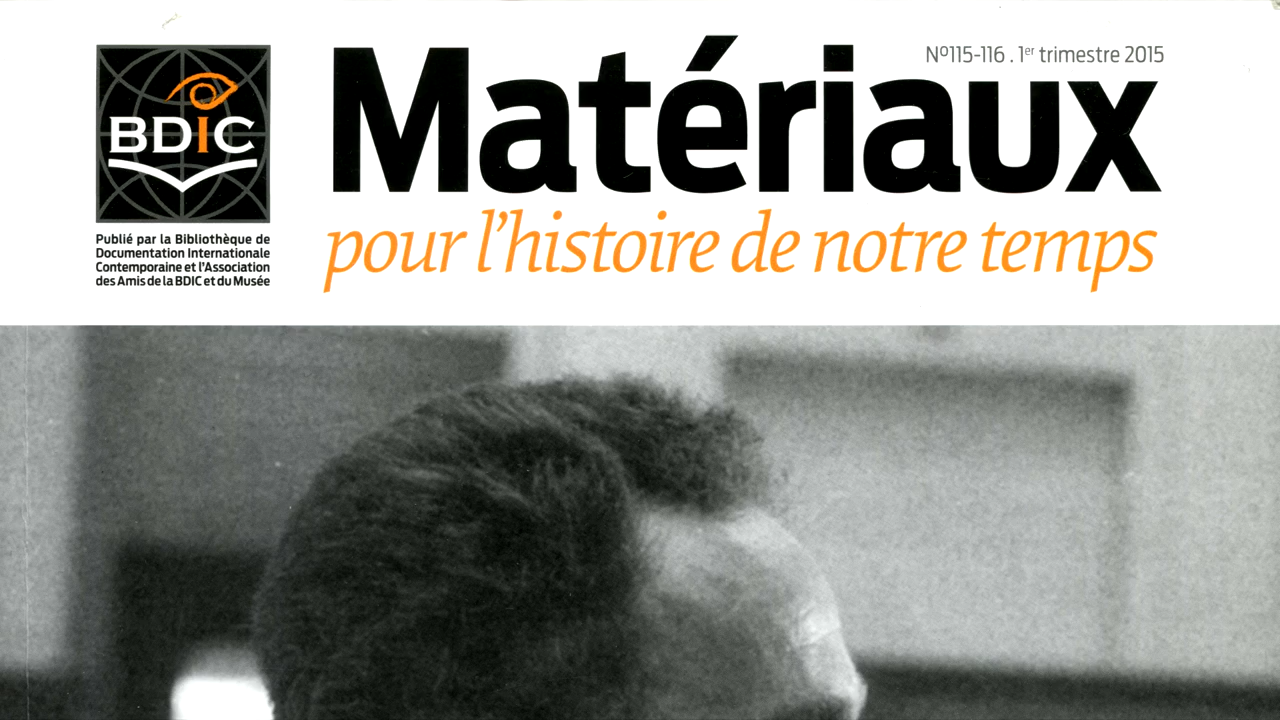 BDIC
Publié par la Bibliothèque de
Documentation Internationale
Contemporaine et l'Association
des Amis de la BDIC et du Musée
Nº115-116 . 1er trimestre 2015
Matériaux
pour l'histoire de notre temps